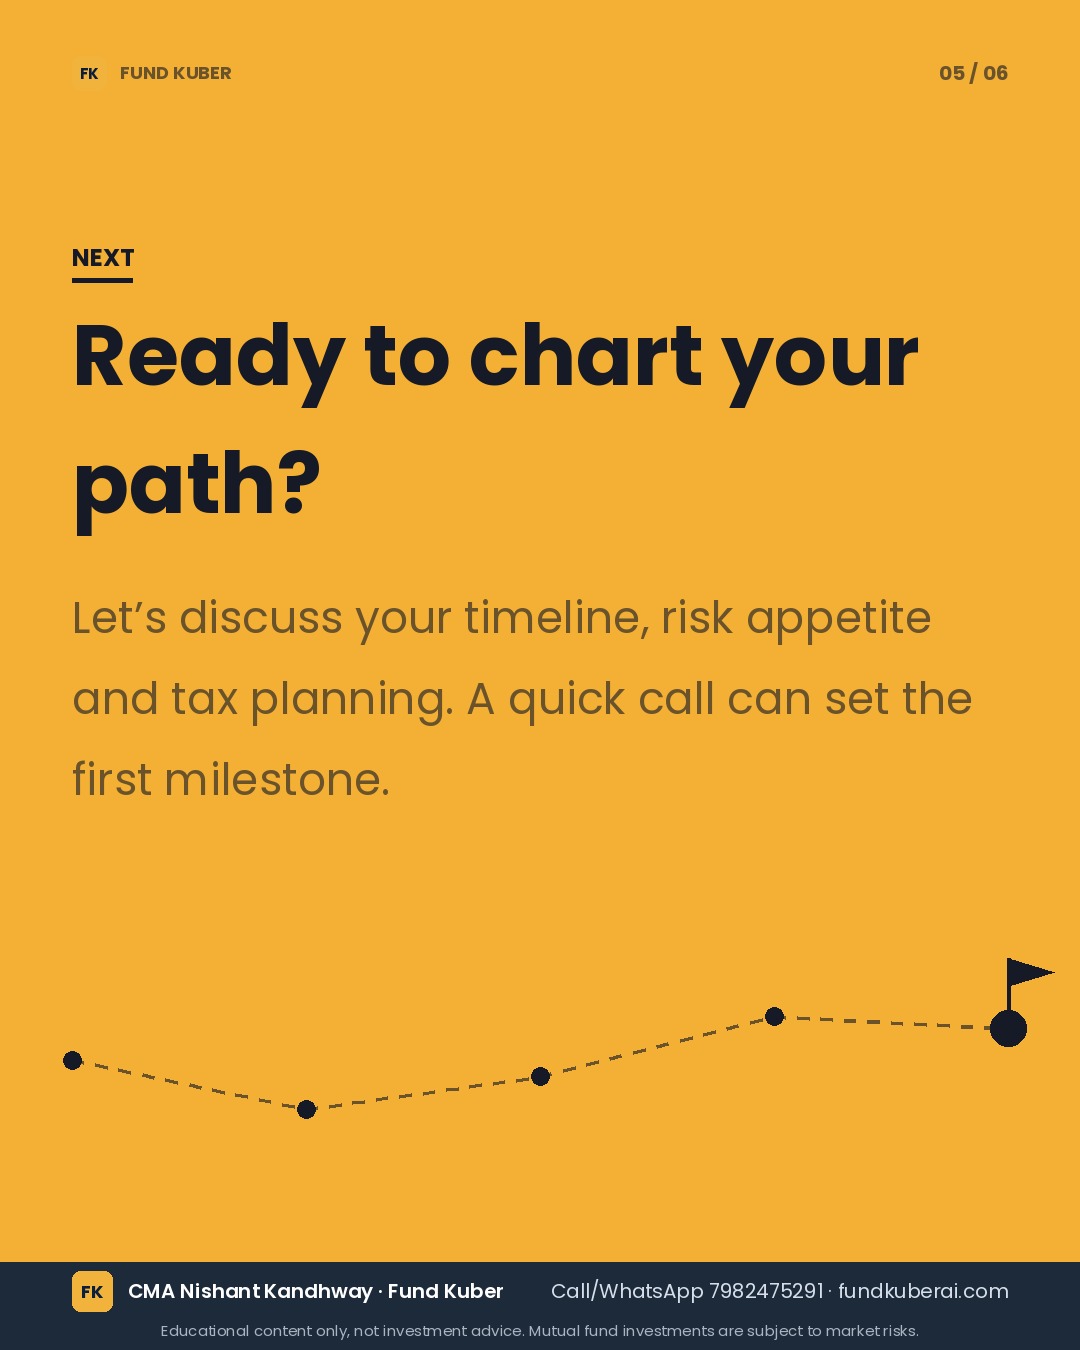 FK FUND KUBER
05 / 06
NEXT
Ready to chart your
path?
Let’s discuss your timeline, risk appetite
and tax planning. A quick call can set the
first milestone.
FK CMA Nishant Kandhway · Fund Kuber
Call/WhatsApp 7982475291 · fundkuberai.com
Educational content only, not investment advice. Mutual fund investments are subject to market risks.